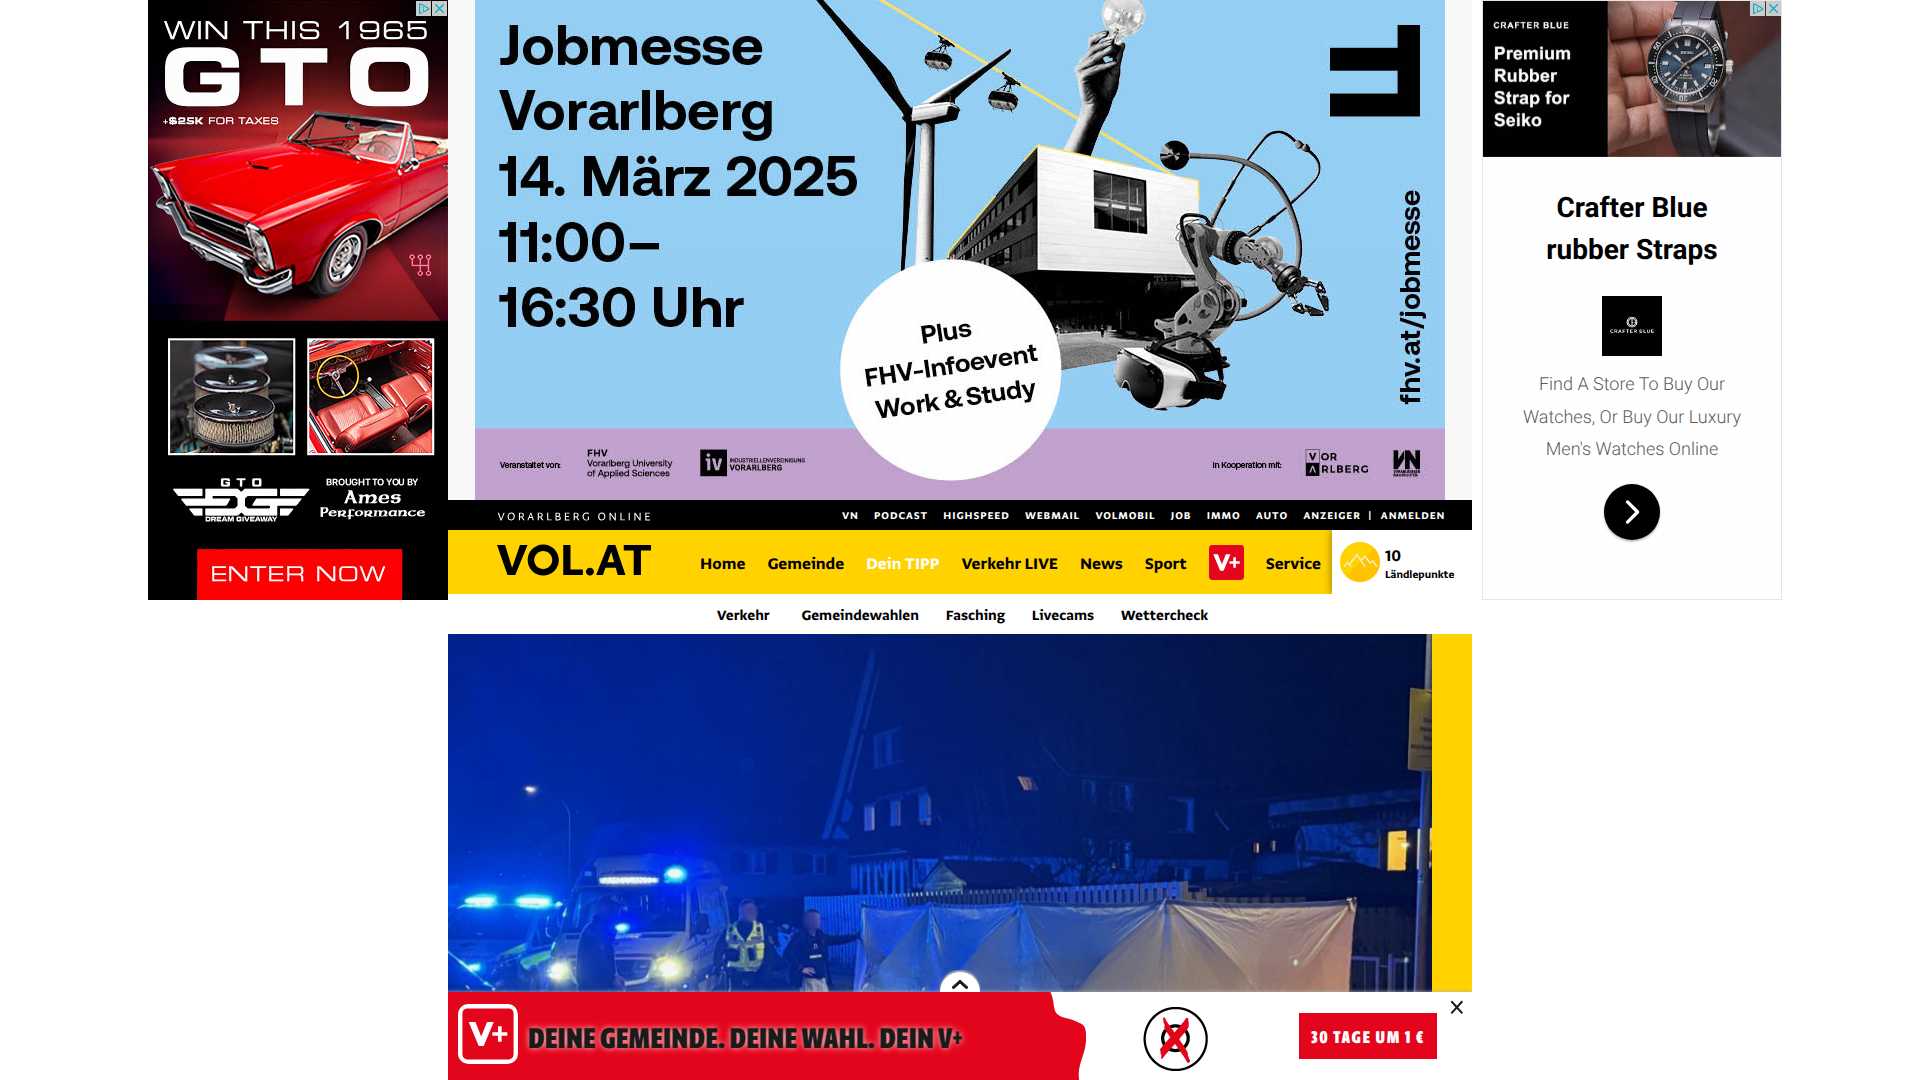 WIN THIS 1965
GTO
+$25K FOR TAXES
GTO
DREAM GIVEAWAY
BROUGHT TO YOU BY
Ames
Performance
ENTER NOW
Jobmesse
Vorarlberg
14. März 2025
11:00–
16:30 Uhr
Plus
FHV-Infoevent
Work & Study
fhv.at/jobmesse
Veranstaltet von:
FHV
Vorarlberg University
of Applied Sciences
iv
INDUSTRIELLENVEREINIGUNG
VORARLBERG
In Kooperation mit:
VOR
ARLBERG
VN
CRAFTER BLUE
Premium
Rubber
Strap for
Seiko
Crafter Blue
rubber Straps
CRAFTER BLUE
Find A Store To Buy Our
Watches, Or Buy Our Luxury
Men's Watches Online
VORARLBERG ONLINE
VN PODCAST HIGHSPEED WEBMAIL VOLMOBIL JOB IMMO AUTO ANZEIGER | ANMELDEN
VOL.AT
Home Gemeinde Dein TIPP Verkehr LIVE News Sport V+ Service
10
Ländlepunkte
Verkehr Gemeindewahlen Fasching Livecams Wettercheck
V+ DEINE GEMEINDE. DEINE WAHL. DEIN V+
30 TAGE UM 1 €